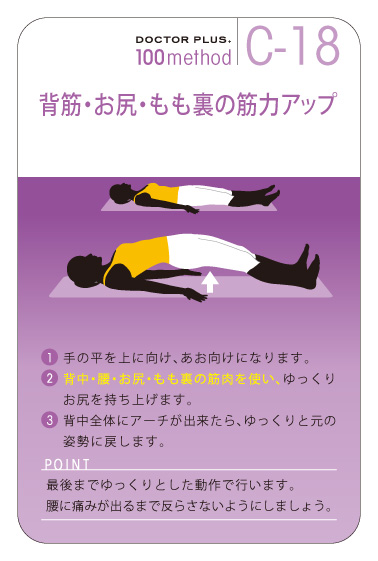 DOCTOR PLUS.
100method
C-18
背筋・お尻・もも裏の筋力アップ
1 手の平を上に向け、あお向けになります。
2 背中・腰・お尻・もも裏の筋肉を使い、ゆっくり
お尻を持ち上げます。
3 背中全体にアーチが出来たら、ゆっくりと元の
姿勢に戻します。
POINT
最後までゆっくりとした動作で行います。
腰に痛みが出るまで反らさないようにしましょう。